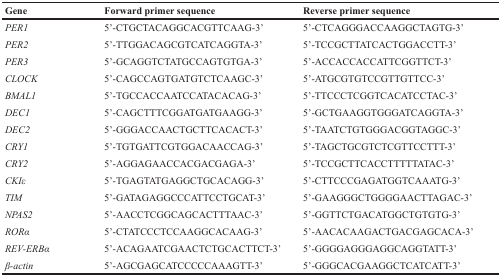 Gene Forward primer sequence Reverse primer sequence
PER1 5'-CTGCTACAGGCACGTTCAAG-3' 5'-CTCAGGGACCAAGGCTAGTG-3'
PER2 5'-TTGGACAGCGTCATCAGGTA-3' 5'-TCCGCTTATCACTGGACCTT-3'
PER3 5'-GCAGGTCTATGCCAGTGTGA-3' 5'-ACCACCACCATTCGGTTCT-3'
CLOCK 5'-CAGCCAGTGATGTCTCAAGC-3' 5'-ATGCGTGTCCGTTGTTCC-3'
BMAL1 5'-TGCCACCAATCCATACACAG-3' 5'-TTCCCTCGGTCACATCCTAC-3'
DEC1 5'-CAGCTTTCGGATGATGAAGG-3' 5'-GCTGAAGGTGGGATCAGGTA-3'
DEC2 5'-GGGACCAACTGCTTCACACT-3' 5'-TAATCTGTGGGACGGTAGGC-3'
CRY1 5'-TGTGATTCGTGGACAACCAG-3' 5'-TAGCTGCGTCTCGTTCCTTT-3'
CRY2 5'-AGGAGAACCACGACGAGA-3' 5'-TCCGCTTCACCTTTTTATAC-3'
CKIε 5'-TGAGTATGAGGCTGCACAGG-3' 5'-CTTCCCGAGATGGTCAAATG-3'
TIM 5'-GATAGAGGCCCATTCCTGCAT-3' 5'-GAAGGGCTGGGGAACTTAGAC-3'
NPAS2 5'-AACCTCGGCAGCACTTTAAC-3' 5'-GGTTCTGACATGGCTGTGTG-3'
RORα 5'-CTATCCCTCCAAGGCACAAG-3' 5'-AACACAAGACTGACGAGCACA-3'
REV-ERBα 5'-ACAGAATCGAACTCTGCACTTCT-3' 5'-GGGGAGGGAGGCAGGTATT-3'
β-actin 5'-AGCGAGCATCCCCCAAAGTT-3' 5'-GGGCACGAAGGCTCATCATT-3'